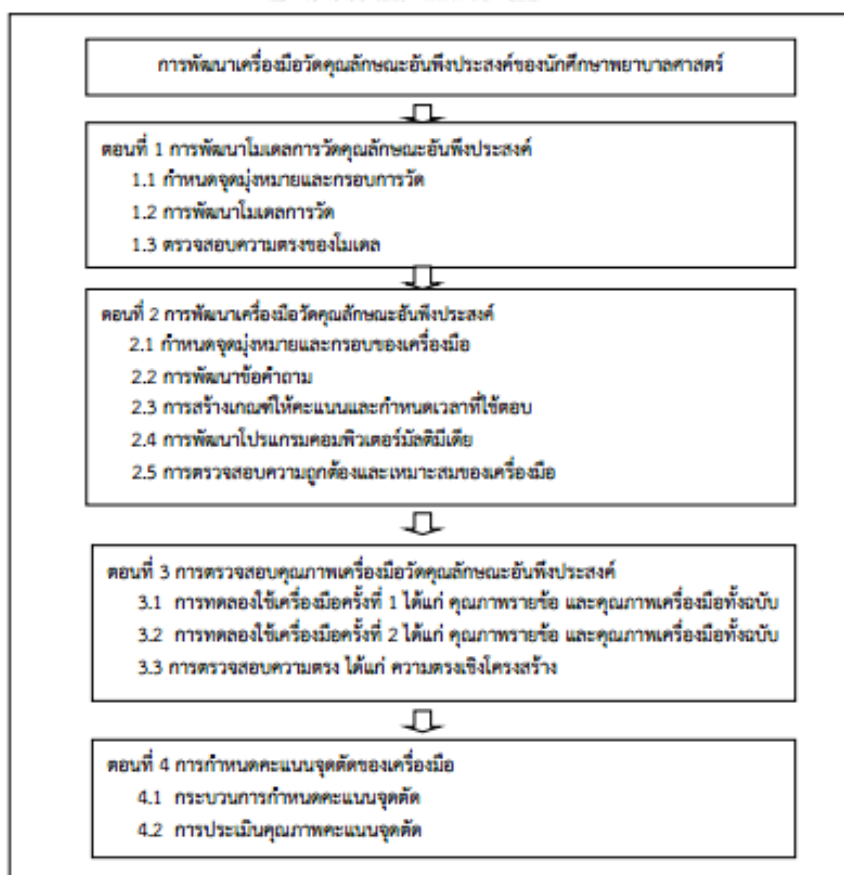 การพัฒนาเครื่องมือวัดคุณลักษณะอันพึงประสงค์ของนักศึกษาพยาบาลศาสตร์
ตอนที่ 1 การพัฒนาโมเดลการวัดคุณลักษณะอันพึงประสงค์
1.1 กำหนดจุดมุ่งหมายและกรอบการวัด
1.2 การพัฒนาโมเดลการวัด
1.3 ตรวจสอบความตรงของโมเดล
ตอนที่ 2 การพัฒนาเครื่องมือวัดคุณลักษณะอันพึงประสงค์
2.1 กำหนดจุดมุ่งหมายและกรอบของเครื่องมือ
2.2 การพัฒนาข้อคำถาม
2.3 การสร้างเกณฑ์ให้คะแนนและกำหนดเวลาที่ใช้ตอบ
2.4 การพัฒนาโปรแกรมคอมพิวเตอร์มัลติมีเดีย
2.5 การตรวจสอบความถูกต้องและเหมาะสมของเครื่องมือ
ตอนที่ 3 การตรวจสอบคุณภาพเครื่องมือวัดคุณลักษณะอันพึงประสงค์
3.1 การทดลองใช้เครื่องมือครั้งที่ 1 ได้แก่ คุณภาพรายข้อ และคุณภาพเครื่องมือทั้งฉบับ
3.2 การทดลองใช้เครื่องมือครั้งที่ 2 ได้แก่ คุณภาพรายข้อ และคุณภาพเครื่องมือทั้งฉบับ
3.3 การตรวจสอบความตรง ได้แก่ ความตรงเชิงโครงสร้าง
ตอนที่ 4 การกำหนดคะแนนจุดตัดของเครื่องมือ
4.1 กระบวนการกำหนดคะแนนจุดตัด
4.2 การประเมินคุณภาพคะแนนจุดตัด